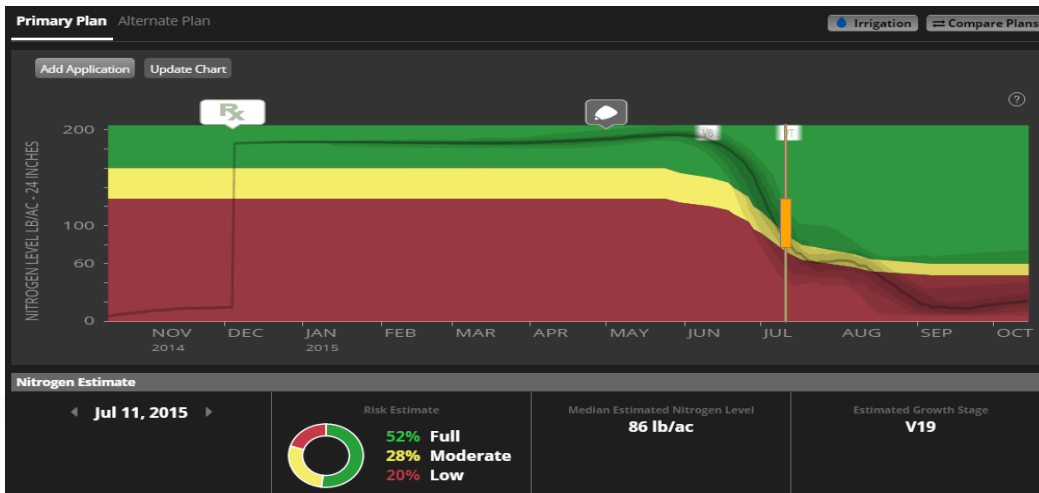 Primary Plan Alternate Plan
Irrigation Compare Plans
Add Application Update Chart
?
Rx
V6 VT
NITROGEN LEVEL LB/AC - 24 INCHES
200
100
60
0
NOV DEC JAN FEB MAR APR MAY JUN JUL AUG SEP OCT
2014 2015
Nitrogen Estimate
Jul 11, 2015
Risk Estimate
52% Full
28% Moderate
20% Low
Median Estimated Nitrogen Level
86 lb/ac
Estimated Growth Stage
V19